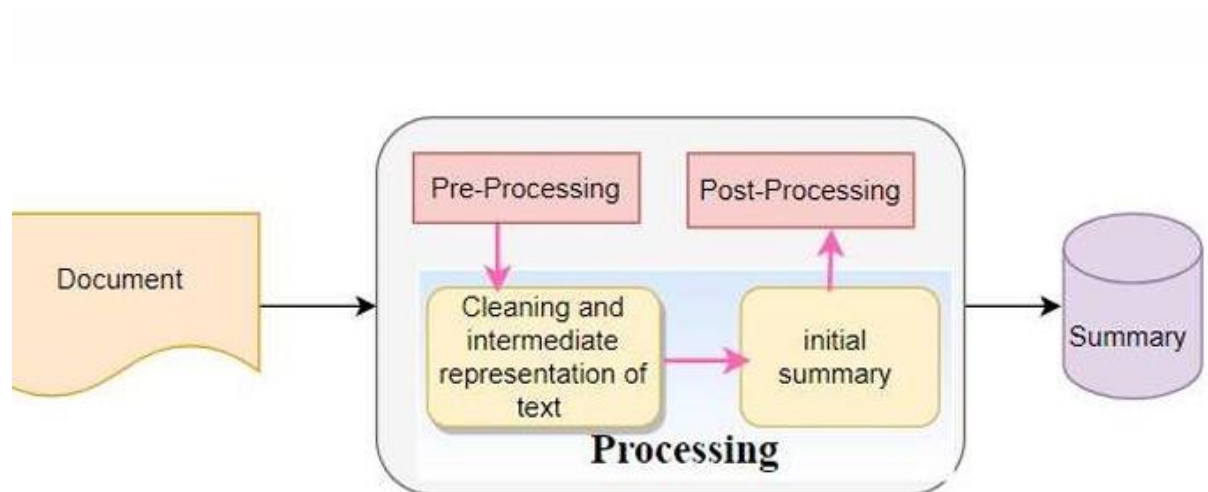 Document
Pre-Processing
Cleaning and
intermediate
representation of
text
initial
summary
Post-Processing
Processing
Summary